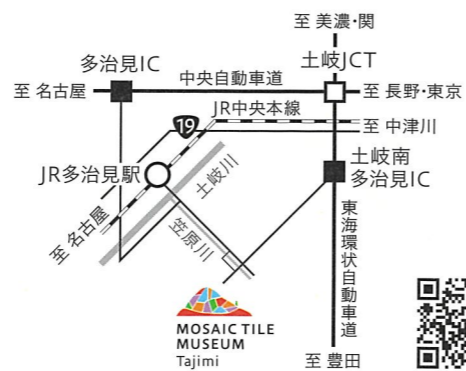 至 美濃・関
土岐JCT
多治見IC
中央自動車道
至 名古屋
至 長野・東京
JR中央本線
19
至 中津川
土岐南
多治見IC
JR多治見駅
土岐川
至 名古屋
笠原川
東海環状自動車道
MOSAIC TILE
MUSEUM
Tajimi
至 豊田